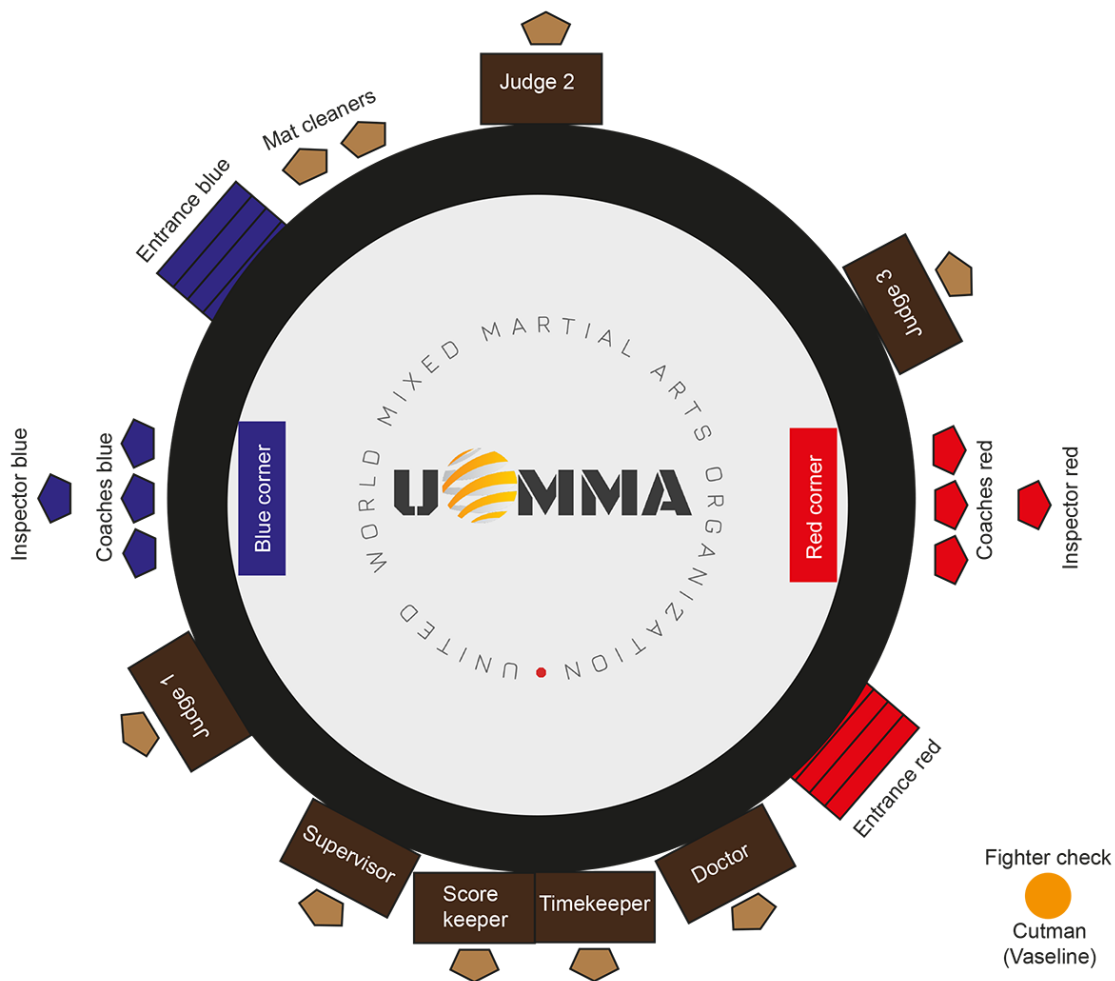 Judge 2
Mat cleaners
Entrance blue
Judge 3
UNITED WORLD MIXED MARTIAL ARTS ORGANIZATION
UMMA
Inspector blue
Coaches blue
Blue corner
Red corner
Coaches red
Inspector red
Judge 1
Entrance red
Supervisor
Score
keeper
Timekeeper
Doctor
Fighter check
Cutman
(Vaseline)